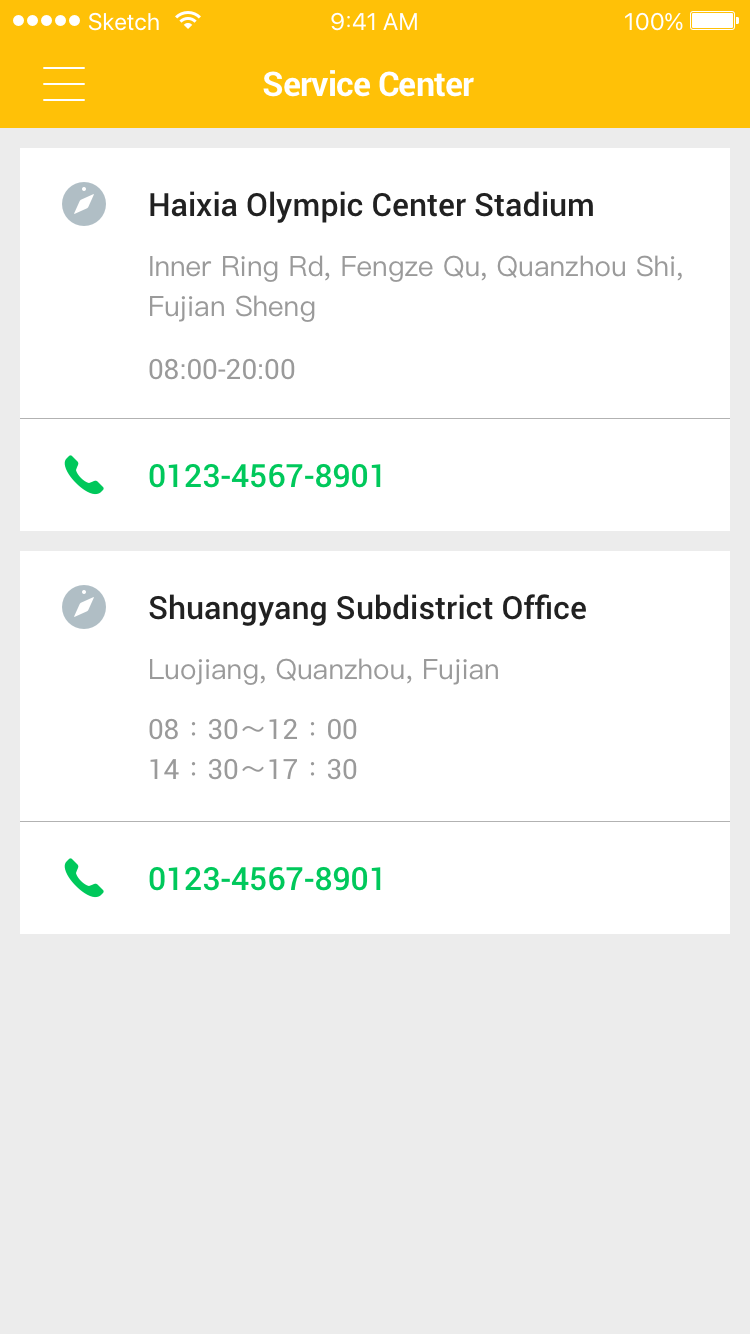 Sketch 9:41 AM 100%
Service Center
Haixia Olympic Center Stadium
Inner Ring Rd, Fengze Qu, Quanzhou Shi,
Fujian Sheng
08:00-20:00
0123-4567-8901
Shuangyang Subdistrict Office
Luojiang, Quanzhou, Fujian
08：30～12：00
14：30～17：30
0123-4567-8901